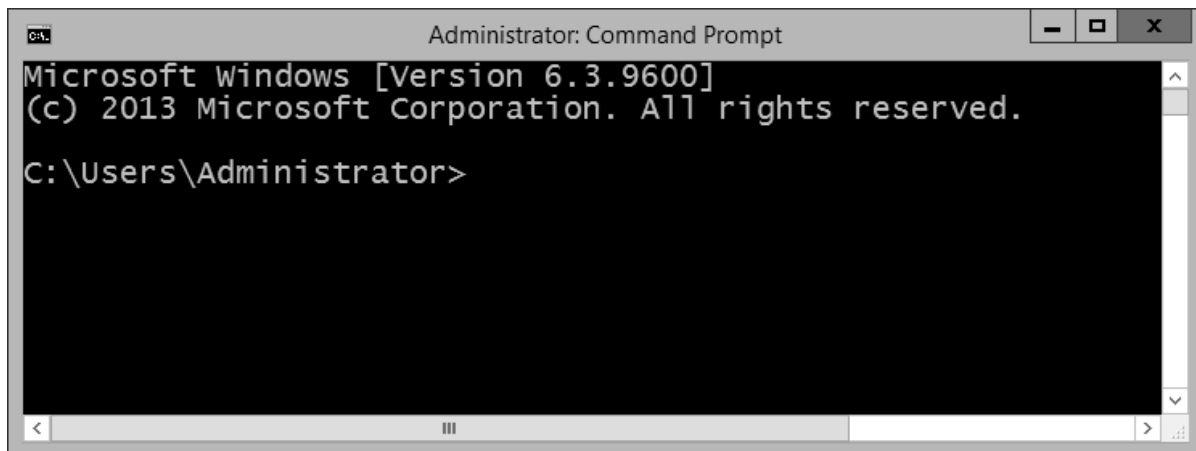 Administrator: Command Prompt
Microsoft Windows [Version 6.3.9600]
(c) 2013 Microsoft Corporation. All rights reserved.
C:\Users\Administrator>